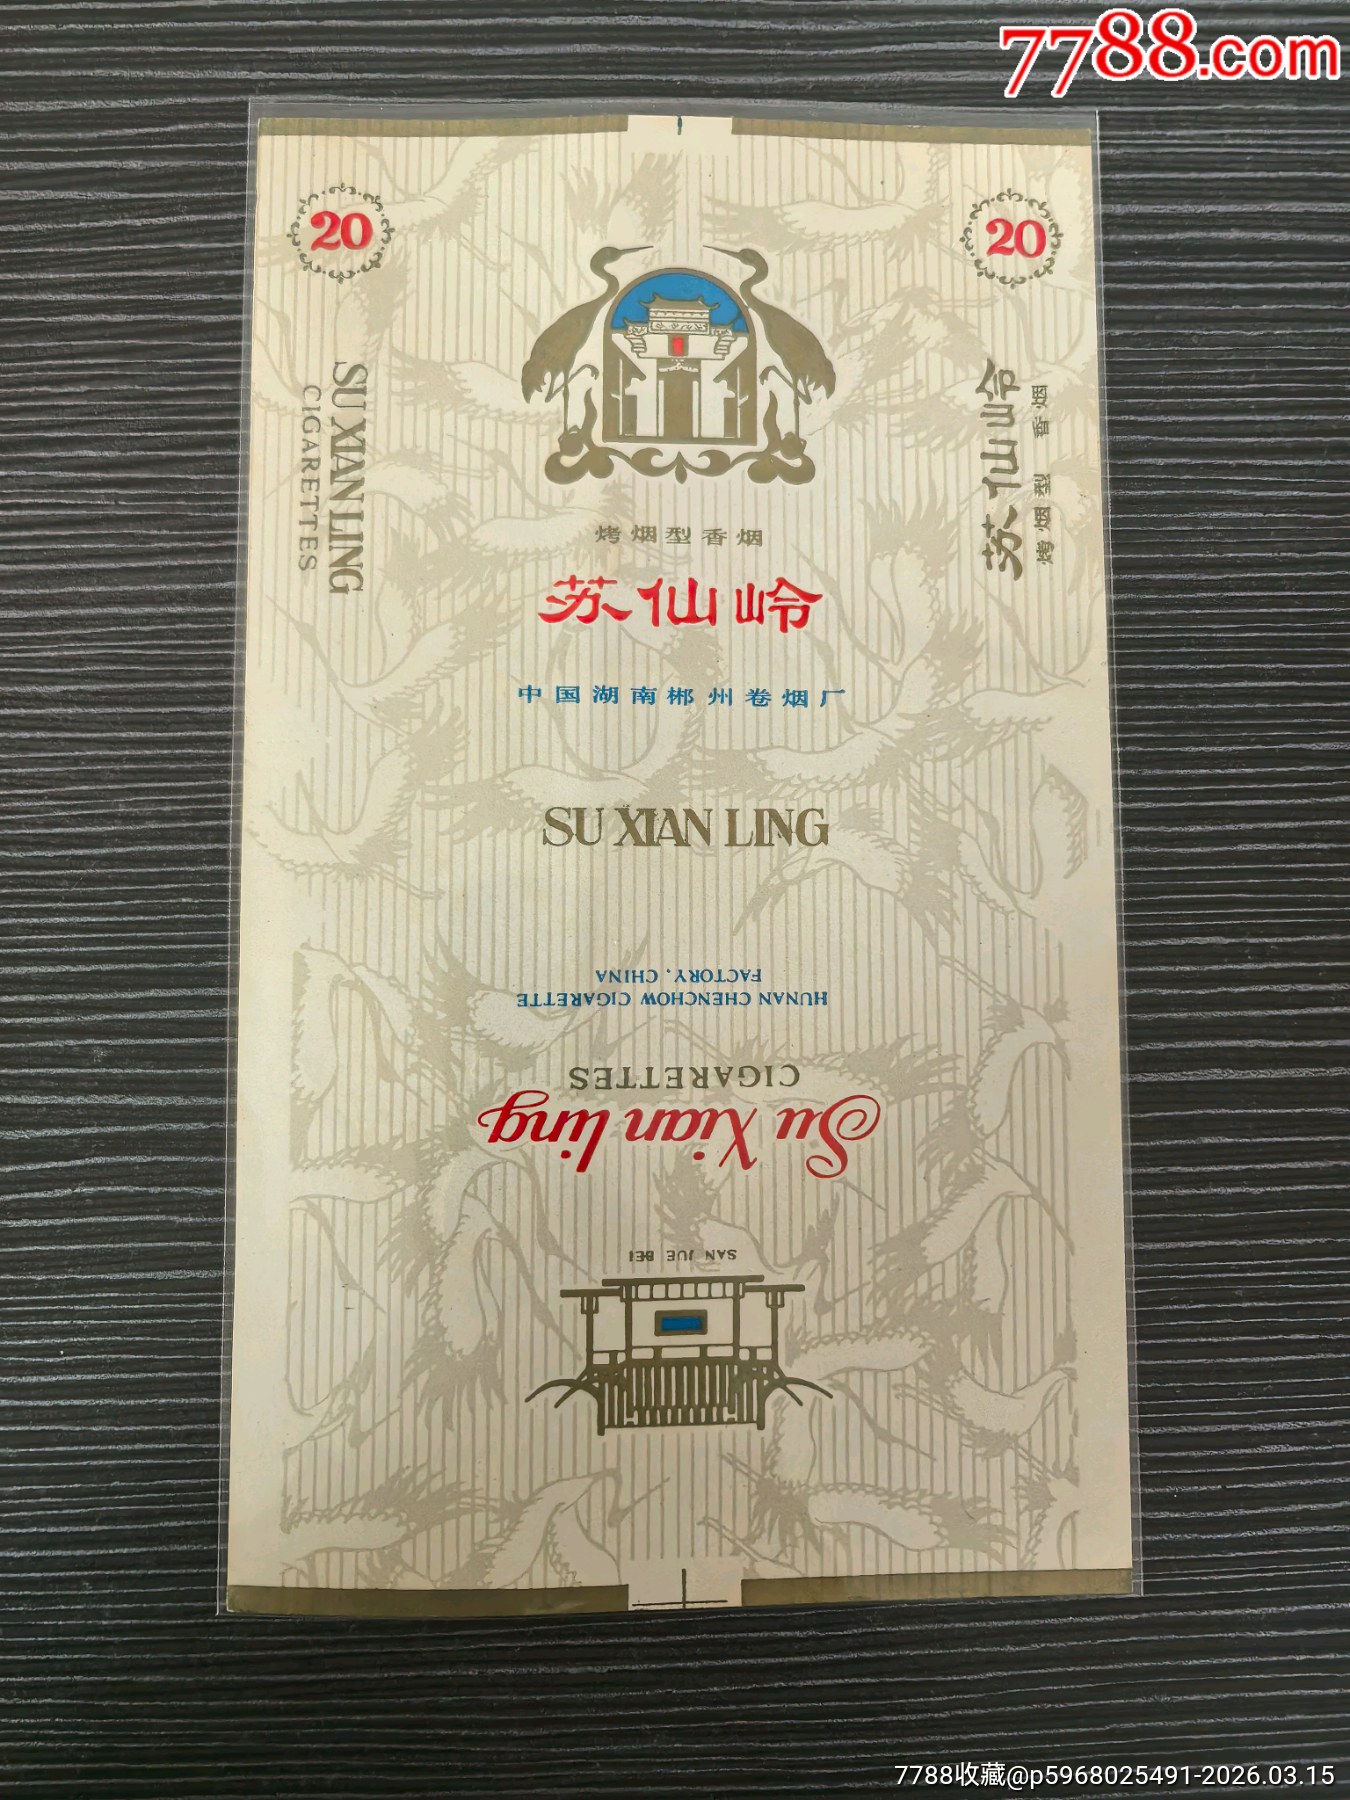 7788.com
20
20
SU XIAN LING
CIGARETTES
苏仙岭
烤烟型 香烟
烤烟型香烟
苏仙岭
中国湖南郴州卷烟厂
SU XIAN LING
HUNAN CHENCHOW CIGARETTE
FACTORY, CHINA
CIGARETTES
Su Xian ling
SAN JUE BEI
7788收藏@p5968025491-2026.03.15